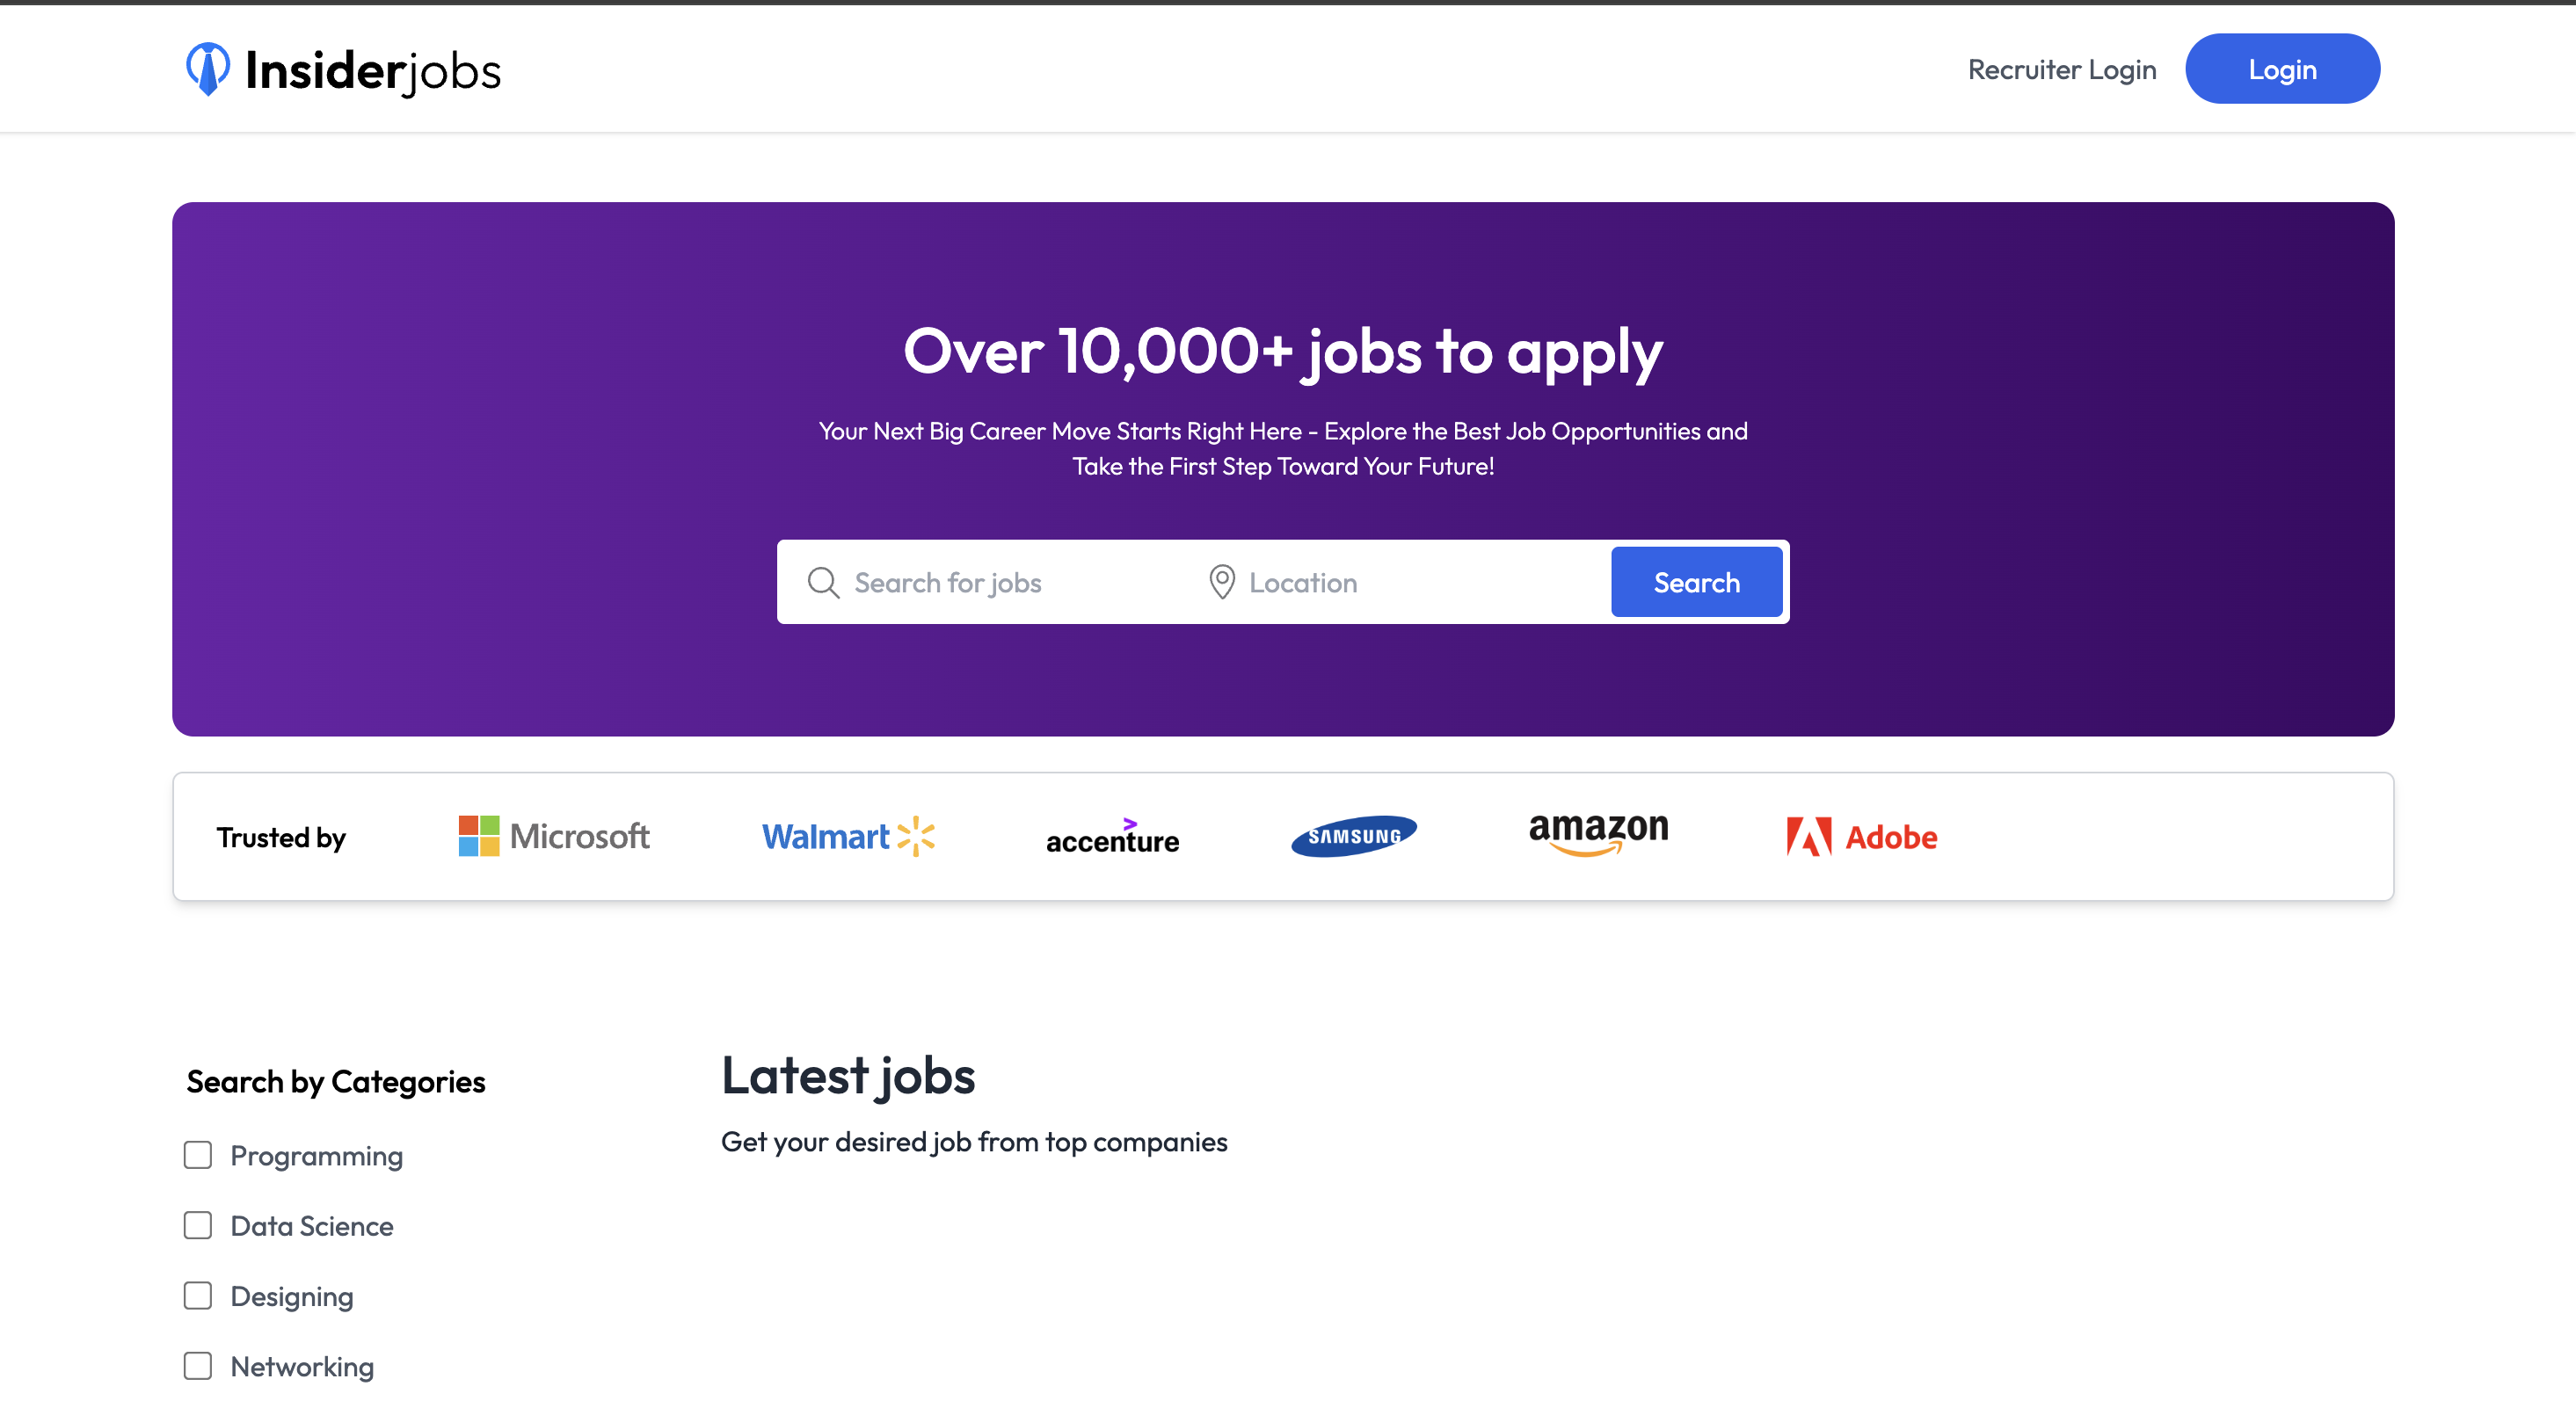 Insiderjobs
Recruiter Login
Login
Over 10,000+ jobs to apply
Your Next Big Career Move Starts Right Here - Explore the Best Job Opportunities and
Take the First Step Toward Your Future!
Search for jobs
Location
Search
Trusted by
Microsoft
Walmart
accenture
SAMSUNG
amazon
Adobe
Search by Categories
Programming
Data Science
Designing
Networking
Latest jobs
Get your desired job from top companies